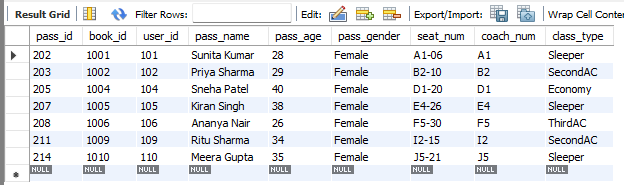 Result Grid Filter Rows: Edit: Export/Import: Wrap Cell Conte
pass_id book_id user_id pass_name pass_age pass_gender seat_num coach_num class_type
202 1001 101 Sunita Kumar 28 Female A1-06 A1 Sleeper
203 1002 102 Priya Sharma 29 Female B2-10 B2 SecondAC
205 1004 104 Sneha Patel 40 Female D1-20 D1 Economy
207 1005 105 Kiran Singh 38 Female E4-26 E4 Sleeper
208 1006 106 Ananya Nair 26 Female F5-30 F5 ThirdAC
211 1009 109 Ritu Sharma 34 Female I2-15 I2 SecondAC
214 1010 110 Meera Gupta 35 Female J5-21 J5 Sleeper
NULL NULL NULL NULL NULL NULL NULL NULL NULL